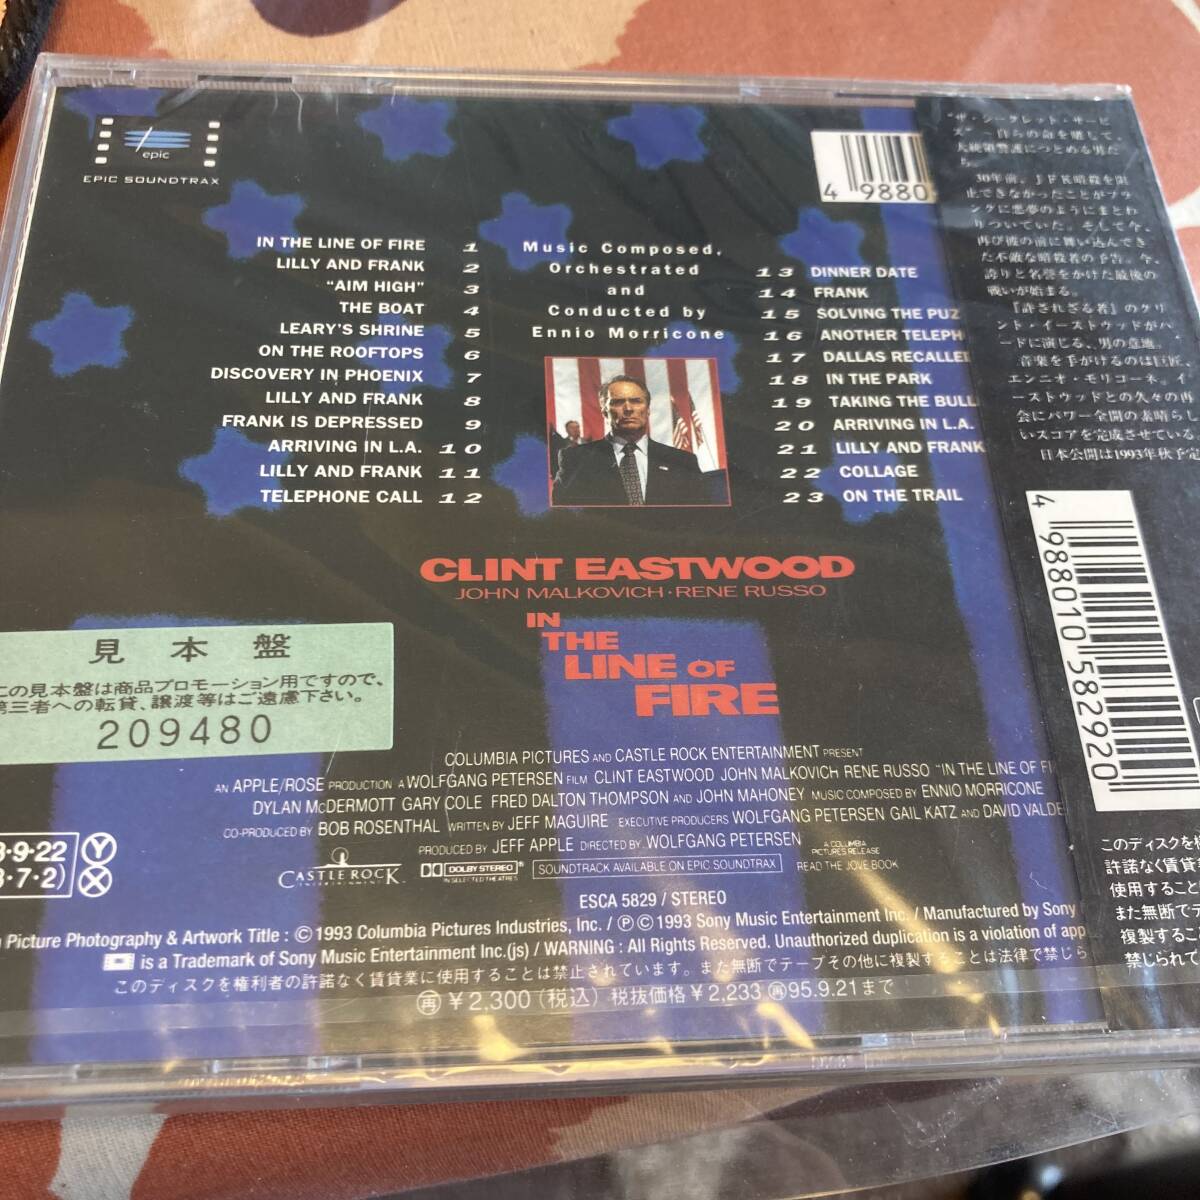 epic
EPIC SOUNDTRAX
IN THE LINE OF FIRE 1
LILLY AND FRANK 2
"AIM HIGH" 3
THE BOAT 4
LEARY'S SHRINE 5
ON THE ROOFTOPS 6
DISCOVERY IN PHOENIX 7
LILLY AND FRANK 8
FRANK IS DEPRESSED 9
ARRIVING IN L.A. 10
LILLY AND FRANK 11
TELEPHONE CALL 12
Music Composed,
Orchestrated
and
Conducted by
Ennio Morricone
4 9880
13 DINNER DATE
14 FRANK
15 SOLVING THE PUZ
16 ANOTHER TELEPH
17 DALLAS RECALLED
18 IN THE PARK
19 TAKING THE BULL
20 ARRIVING IN L.A.
21 LILLY AND FRANK
22 COLLAGE
23 ON THE TRAIL
"ザ・シークレット・サービ
ス" 自らの命を賭して、
大統領警護につとめる男た
ち。
30年前、JFK暗殺を阻
止できなかったことがフラ
ンクに悪夢のようにまとわ
りついていた。そして今、
再び彼の前に舞い込んでき
た不敵な暗殺者の予告。今、
誇りと名誉をかけた最後の
戦いが始まる。
『許されざる者』のクリ
ント・イーストウッドがハ
ードに演じる、男の意地。
音楽を手がけるのは巨匠、
エンニオ・モリコーネ。イ
ーストウッドとの久々の再
会にパワー全開の素晴らし
いスコアを完成させている
日本公開は1993年秋予定
4 988010 582920
CLINT EASTWOOD
JOHN MALKOVICH · RENE RUSSO
IN
THE
LINE OF
FIRE
見本盤
この見本盤は商品プロモーション用ですので、
第三者への転貸、譲渡等はご遠慮下さい。
209480
COLUMBIA PICTURES AND CASTLE ROCK ENTERTAINMENT PRESENT
AN APPLE/ROSE PRODUCTION A WOLFGANG PETERSEN FILM CLINT EASTWOOD JOHN MALKOVICH RENE RUSSO "IN THE LINE OF FI
DYLAN McDERMOTT GARY COLE FRED DALTON THOMPSON AND JOHN MAHONEY MUSIC COMPOSED BY ENNIO MORRICONE
CO-PRODUCED BY BOB ROSENTHAL WRITTEN BY JEFF MAGUIRE EXECUTIVE PRODUCERS WOLFGANG PETERSEN GAIL KATZ AND DAVID VALDE
PRODUCED BY JEFF APPLE DIRECTED BY WOLFGANG PETERSEN
A COLUMBIA
PICTURES RELEASE
CASTLE ROCK
ENTERTAINMENT
DOLBY STEREO
IN SELECTED THEATRES
SOUNDTRACK AVAILABLE ON EPIC SOUNDTRAX
READ THE JOVE BOOK
3·9·22 Y
3·7·2) X
ESCA 5829 / STEREO
n Picture Photography & Artwork Title : © 1993 Columbia Pictures Industries, Inc. / ℗ © 1993 Sony Music Entertainment Inc. / Manufactured by Sony
is a Trademark of Sony Music Entertainment Inc.(js) / WARNING : All Rights Reserved. Unauthorized duplication is a violation of app
このディスクを権利者の許諾なく賃貸業に使用することは禁止されています。また無断でテープその他に複製することは法律で禁じら
再 ¥2,300(税込) 税抜価格¥2,233 再95.9.21まで
このディスクを権
許諾なく賃貸業
使用すること
また無断でテ
複製するこ
禁じられて